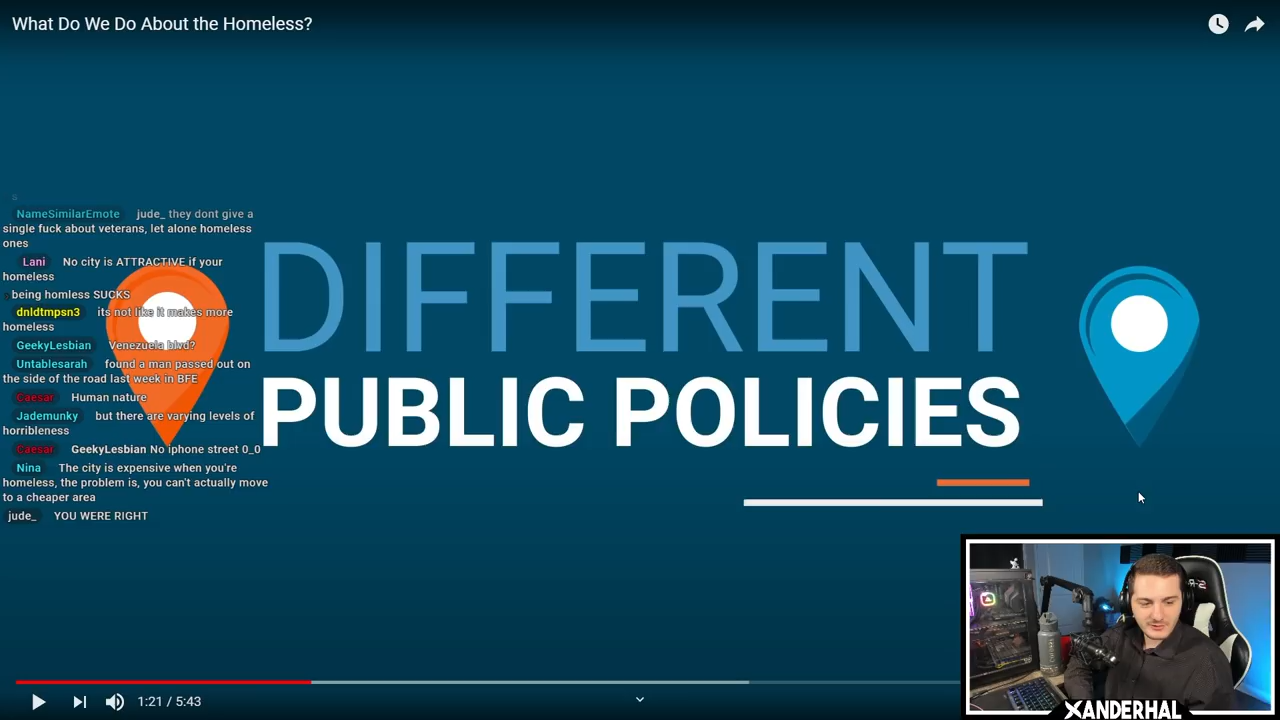 What Do We Do About the Homeless?
NameSimilarEmote jude_ they dont give a
single fuck about veterans, let alone homeless
ones
Lani No city is ATTRACTIVE if your
homeless
being homless SUCKS
dnldtmpsn3 its not like it makes more
homeless
GeekyLesbian Venezuela blvd?
Untablesarah found a man passed out on
the side of the road last week in BFE
Caesar Human nature
Jademunky but there are varying levels of
horribleness
Caesar GeekyLesbian No iphone street 0_0
Nina The city is expensive when you're
homeless, the problem is, you can't actually move
to a cheaper area
jude_ YOU WERE RIGHT
DIFFERENT
PUBLIC POLICIES
1:21 / 5:43
XANDERHAL